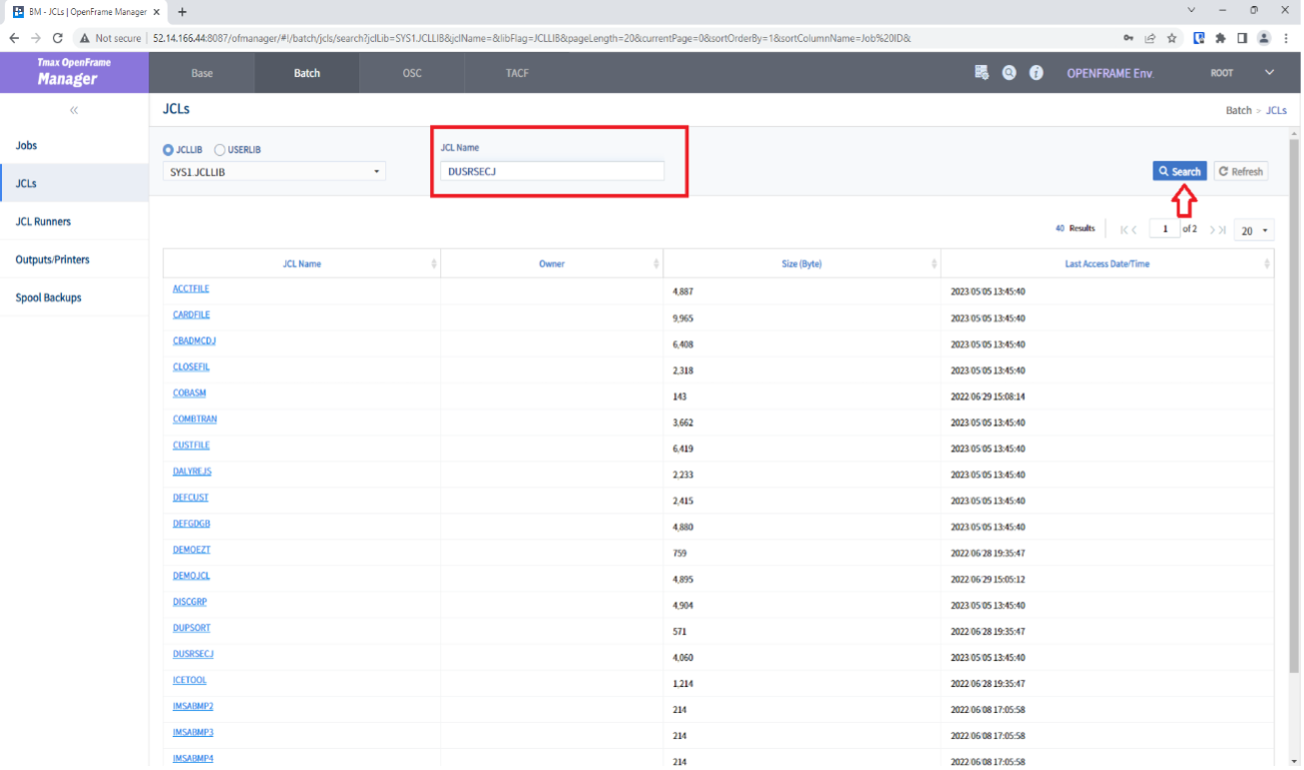 BM - JCLs | OpenFrame Manager
Not secure | 52.14.166.44:8087/ofmanager/#!/batch/jcls/search?jclLib=SYS1.JCLLIB&jclName=&libFlag=JCLLIB&pageLength=20&currentPage=0&sortOrderBy=1&sortColumnName=Job%20ID&
Tmax OpenFrame
Manager
Base Batch OSC TACF OPENFRAME Env. ROOT
JCLs Batch > JCLs
Jobs
JCLs
JCL Runners
Outputs/Printers
Spool Backups
JCLLIB USERLIB JCL Name
SYS1.JCLLIB DUSRSECJ Search Refresh
40 Results 1 of 2 20
JCL Name Owner Size (Byte) Last Access Date/Time
ACCTFILE 4,887 2023/05/05 13:45:40
CARDFILE 9,965 2023/05/05 13:45:40
CBADMCDJ 6,408 2023/05/05 13:45:40
CLOSEFIL 2,318 2023/05/05 13:45:40
COBASM 143 2022/06/29 15:08:14
COMBTRAN 3,662 2023/05/05 13:45:40
CUSTFILE 6,419 2023/05/05 13:45:40
DALYREJS 2,233 2023/05/05 13:45:40
DEFCUST 2,415 2023/05/05 13:45:40
DEFGDGB 4,880 2023/05/05 13:45:40
DEMOEZT 759 2022/06/28 19:35:47
DEMOJCL 4,895 2022/06/29 15:05:12
DISCGRP 4,904 2023/05/05 13:45:40
DUPSORT 571 2022/06/28 19:35:47
DUSRSECJ 4,060 2023/05/05 13:45:40
ICETOOL 1,214 2022/06/28 19:35:47
IMSABMP2 214 2022/06/08 17:05:58
IMSABMP3 214 2022/06/08 17:05:58
IMSABMP4 214 2022/06/08 17:05:58